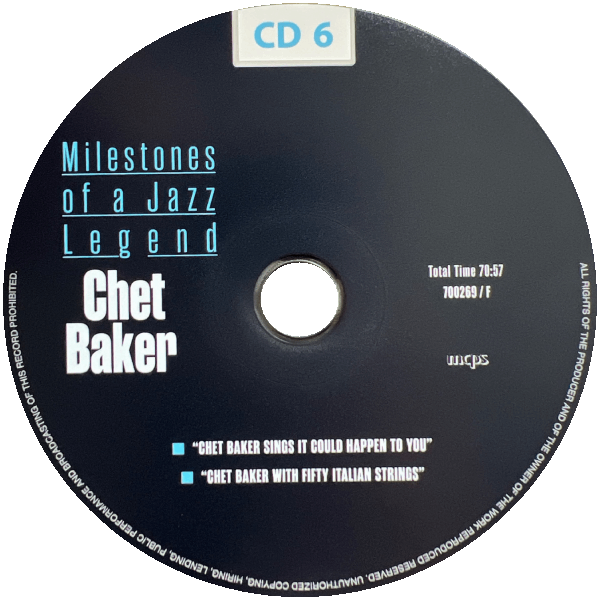 CD 6
Milestones
of a Jazz
Legend
Chet
Baker
Total Time 70:57
700269 / F
mcps
"CHET BAKER SINGS IT COULD HAPPEN TO YOU"
"CHET BAKER WITH FIFTY ITALIAN STRINGS"
ALL RIGHTS OF THE PRODUCER AND OF THE OWNER OF THE WORK REPRODUCED RESERVED. UNAUTHORIZED COPYING, HIRING, LENDING, PUBLIC PERFORMANCE AND BROADCASTING OF THIS RECORD PROHIBITED.